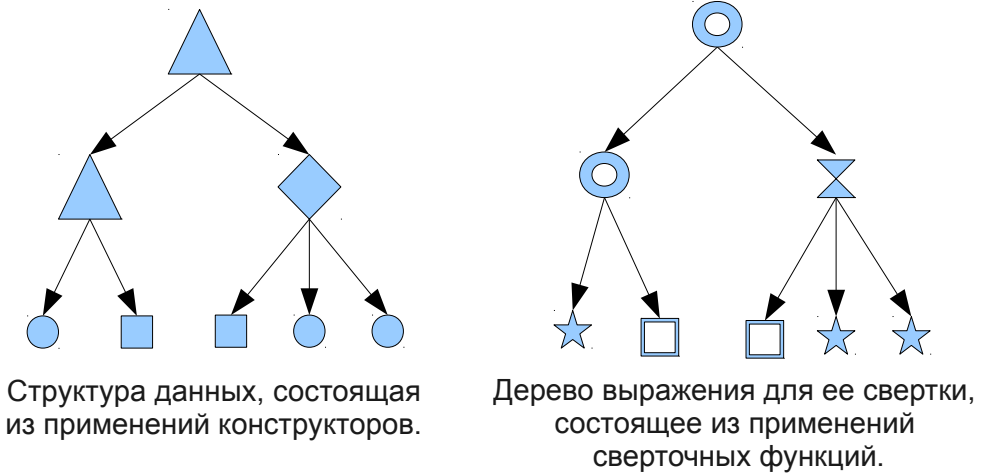 Структура данных, состоящая
из применений конструкторов.
Дерево выражения для ее свертки,
состоящее из применений
сверточных функций.